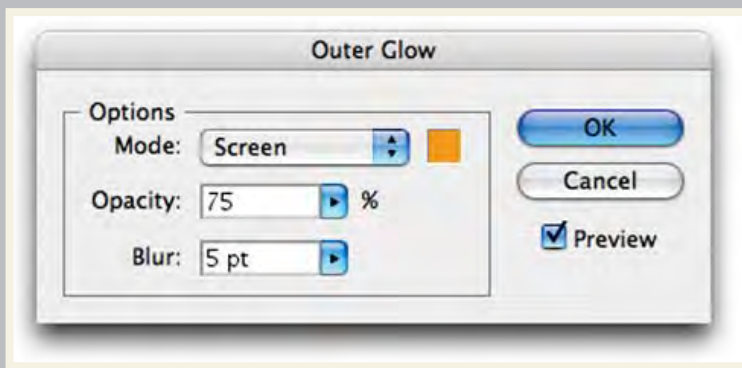 Outer Glow
Options
Mode: Screen
Opacity: 75 %
Blur: 5 pt
OK
Cancel
Preview